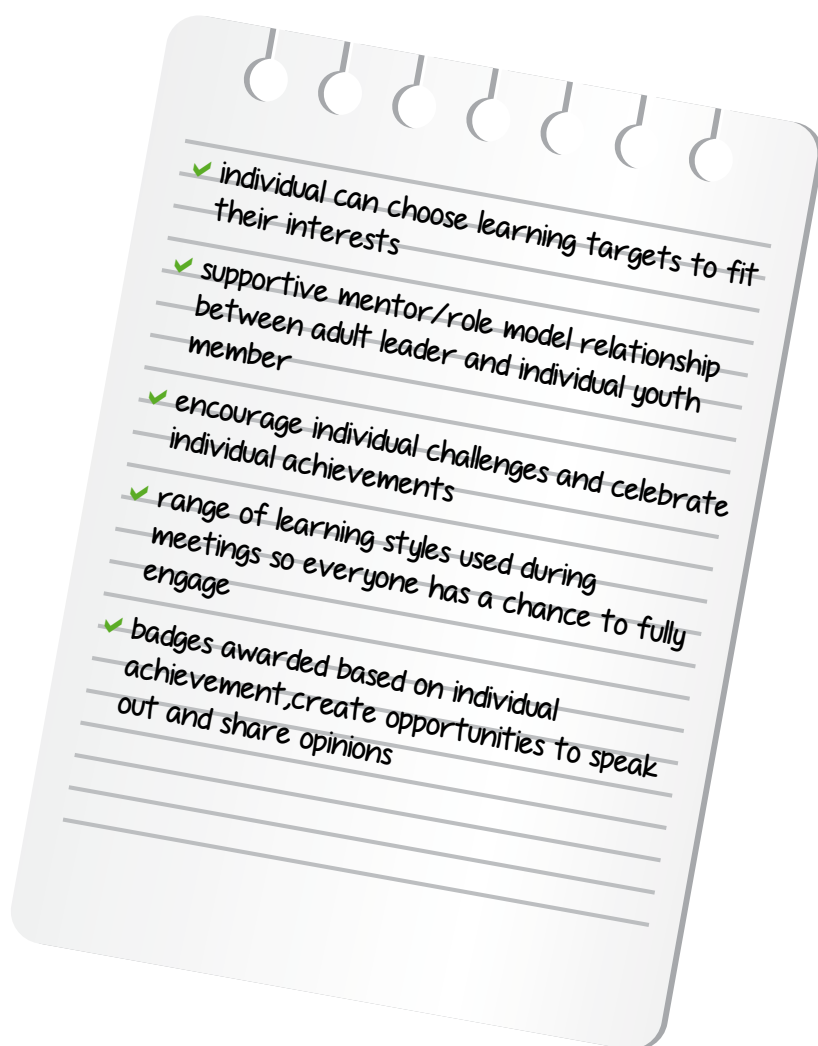 individual can choose learning targets to fit
their interests
supportive mentor/role model relationship
between adult leader and individual youth
member
encourage individual challenges and celebrate
individual achievements
range of learning styles used during
meetings so everyone has a chance to fully
engage
badges awarded based on individual
achievement,create opportunities to speak
out and share opinions